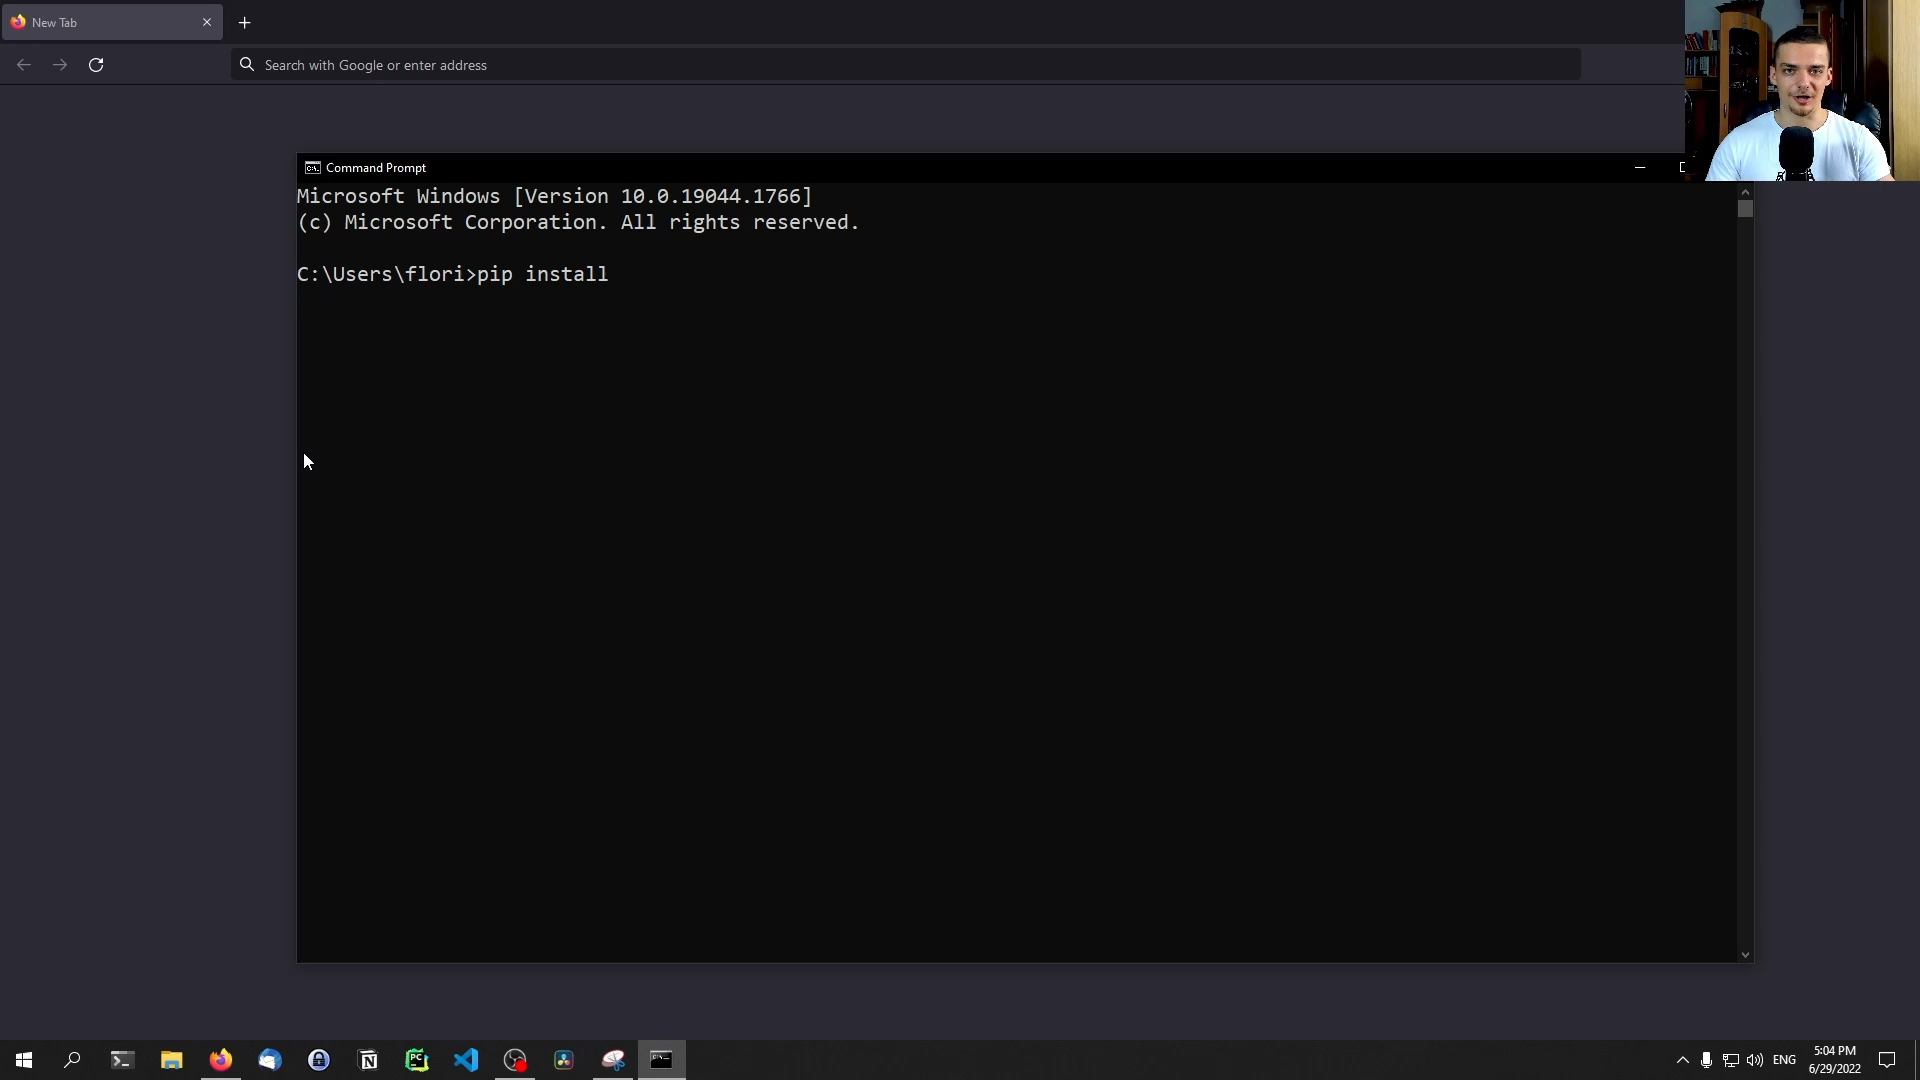 New Tab
Search with Google or enter address
Command Prompt
Microsoft Windows [Version 10.0.19044.1766]
(c) Microsoft Corporation. All rights reserved.
C:\Users\flori>pip install
ENG
5:04 PM
6/29/2022